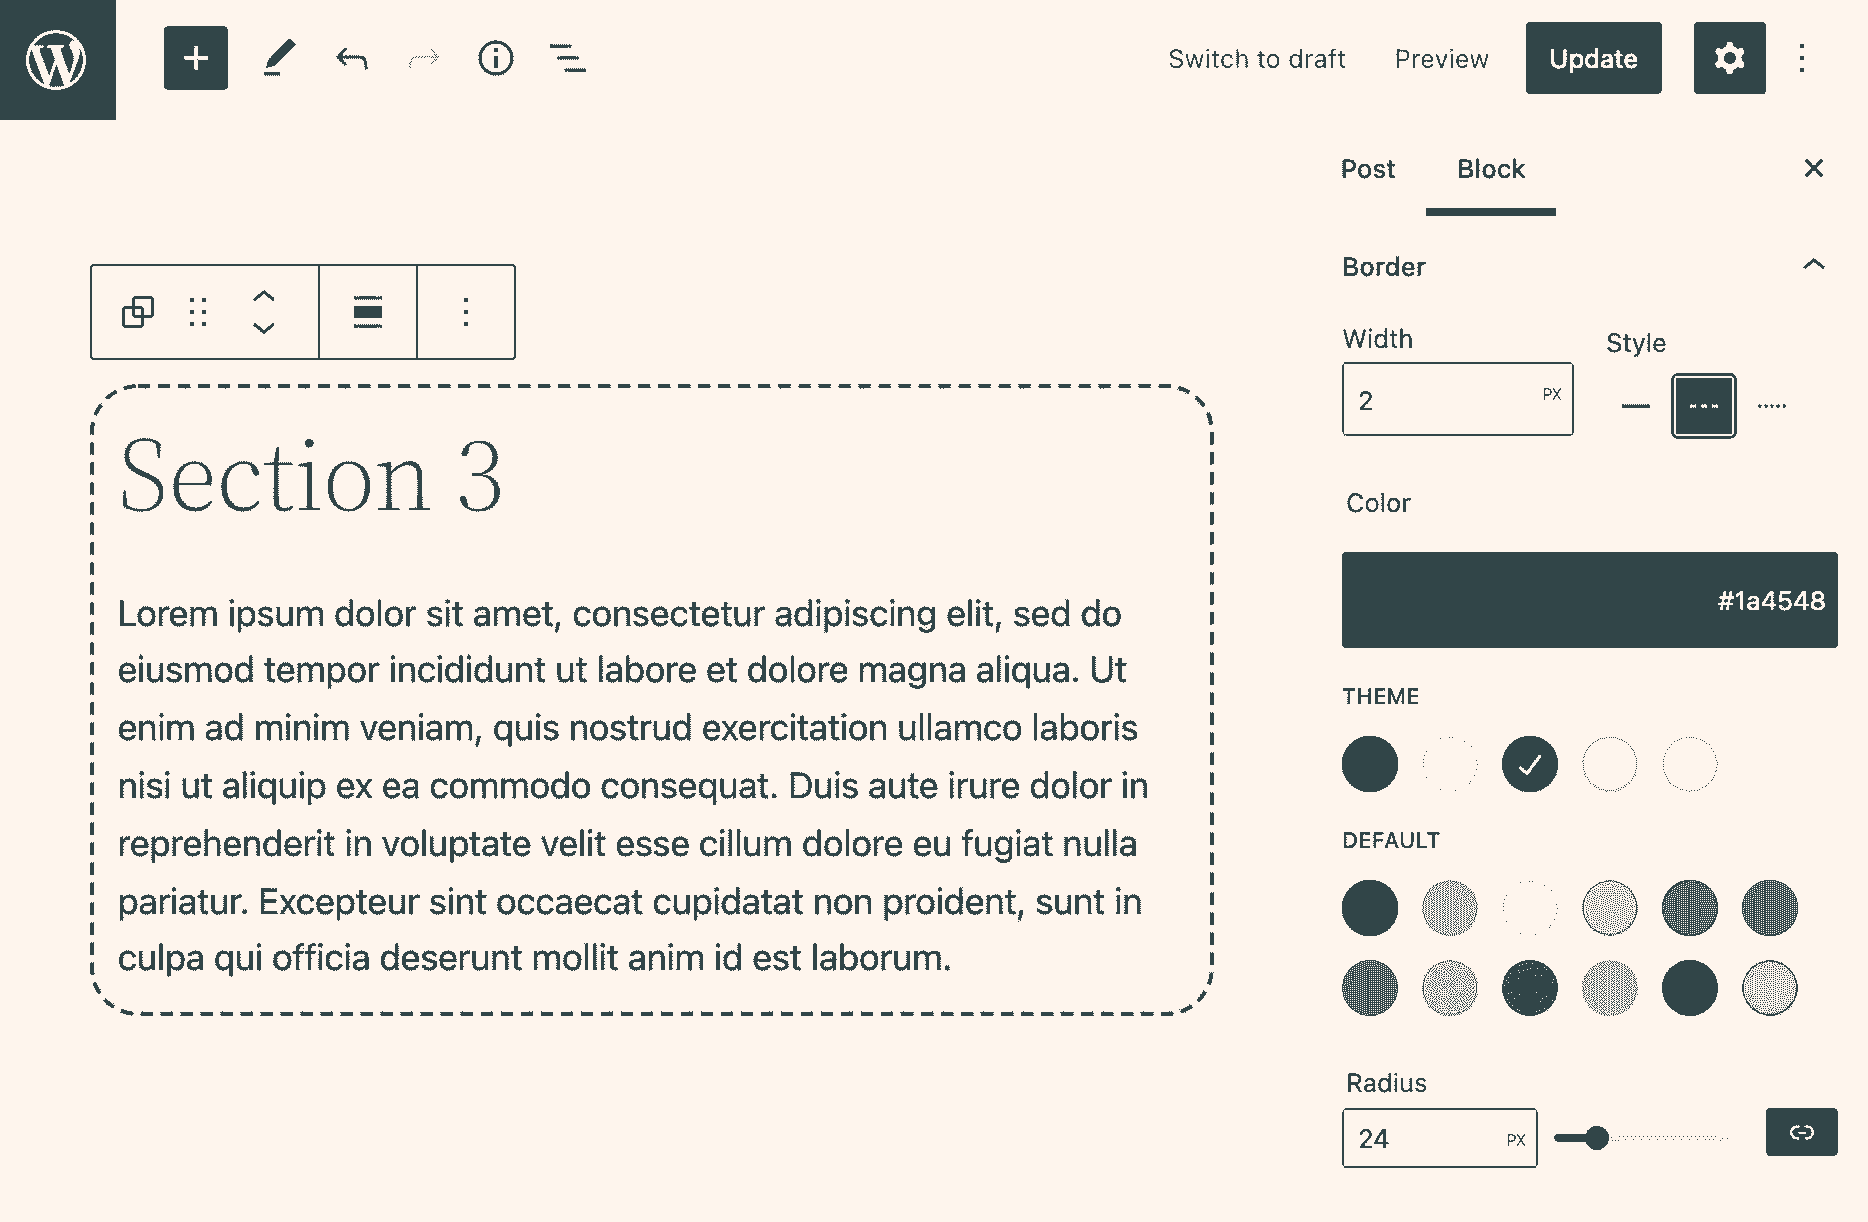 Switch to draft
Preview
Update
Post
Block
Border
Width
Style
2
PX
Color
#1a4548
THEME
DEFAULT
Radius
24
PX
Section 3
Lorem ipsum dolor sit amet, consectetur adipiscing elit, sed do
eiusmod tempor incididunt ut labore et dolore magna aliqua. Ut
enim ad minim veniam, quis nostrud exercitation ullamco laboris
nisi ut aliquip ex ea commodo consequat. Duis aute irure dolor in
reprehenderit in voluptate velit esse cillum dolore eu fugiat nulla
pariatur. Excepteur sint occaecat cupidatat non proident, sunt in
culpa qui officia deserunt mollit anim id est laborum.